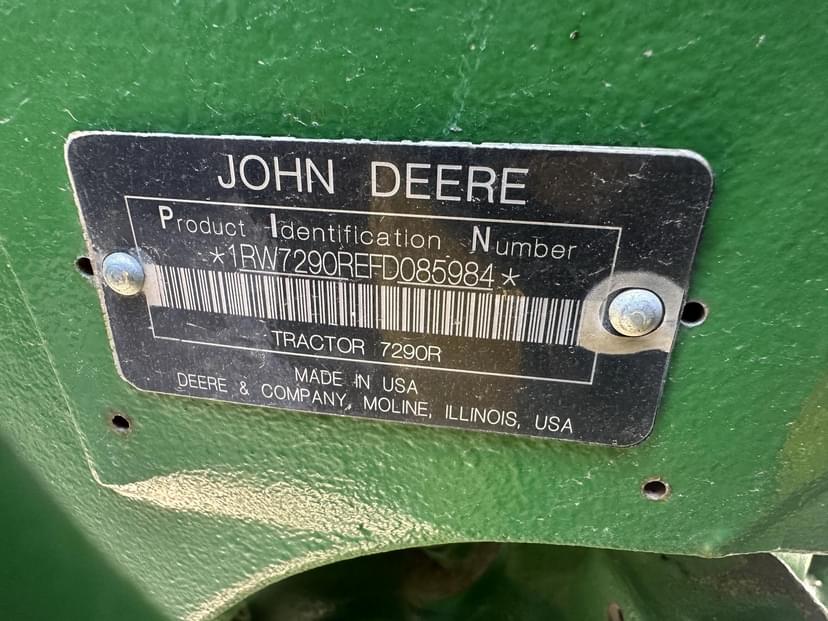 JOHN DEERE
Product Identification Number
*1RW7290REFD085984*
TRACTOR 7290R
MADE IN USA
DEERE & COMPANY, MOLINE, ILLINOIS, USA